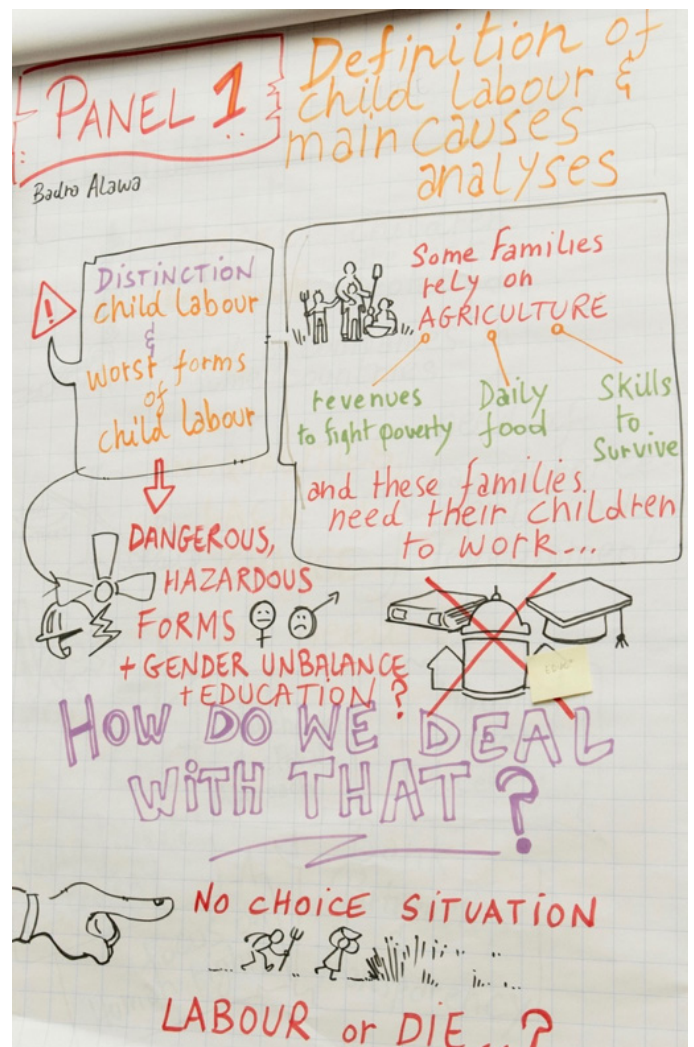 PANEL 1
Definition of
child labour &
main causes
analyses
Badra Alawa
DISTINCTION
child labour
&
worst forms
of
child labour
Some Families
rely on
AGRICULTURE
revenues
to fight poverty
Daily
food
Skills
to
Survive
and these families
need their children
to work...
DANGEROUS,
HAZARDOUS
FORMS
+ GENDER UNBALANCE
+ EDUCATION ?
HOW DO WE DEAL
WITH THAT ?
NO CHOICE SITUATION
LABOUR or DIE...?